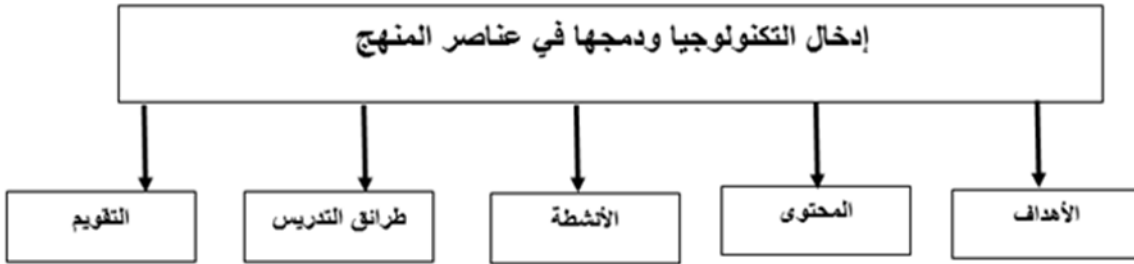 إدخال التكنولوجيا ودمجها في عناصر المنهج
الأهداف
المحتوى
الأنشطة
طرائق التدريس
التقويم